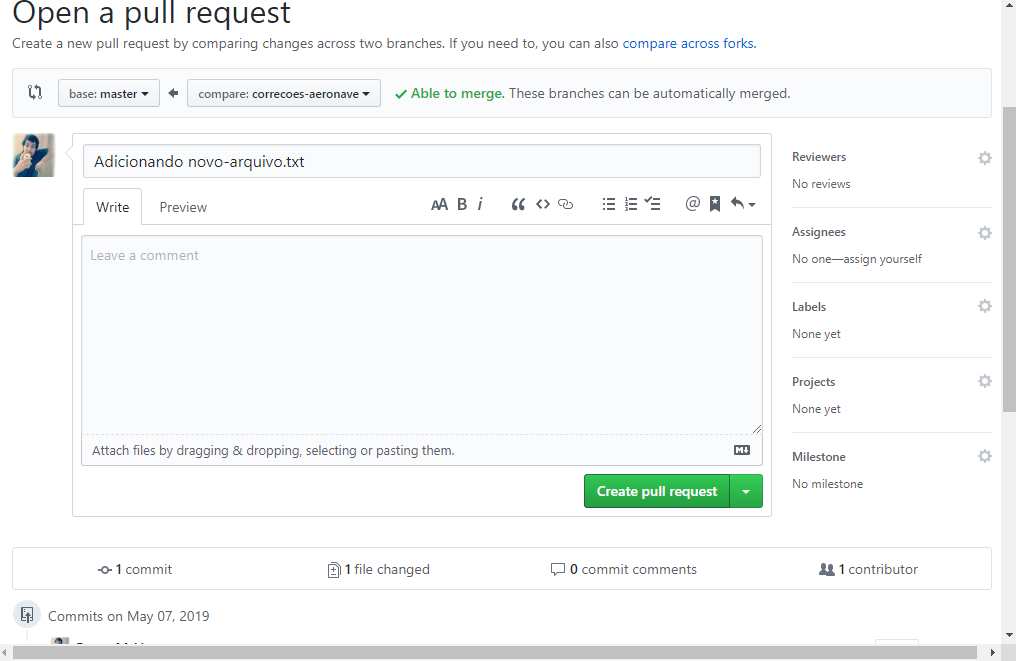 Open a pull request
Create a new pull request by comparing changes across two branches. If you need to, you can also compare across forks.
base: master
compare: correcoes-aeronave
Able to merge. These branches can be automatically merged.
Adicionando novo-arquivo.txt
Write
Preview
AA B i
@
Leave a comment
Attach files by dragging & dropping, selecting or pasting them.
M
Create pull request
Reviewers
No reviews
Assignees
No one—assign yourself
Labels
None yet
Projects
None yet
Milestone
No milestone
1 commit
1 file changed
0 commit comments
1 contributor
Commits on May 07, 2019